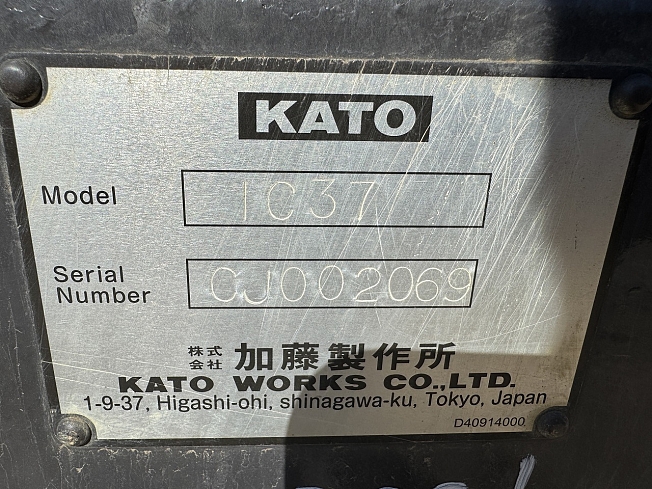 KATO
Model IC37
Serial Number CJ002069
株式会社 加藤製作所
KATO WORKS CO.,LTD.
1-9-37, Higashi-ohi, shinagawa-ku, Tokyo, Japan
D40914000